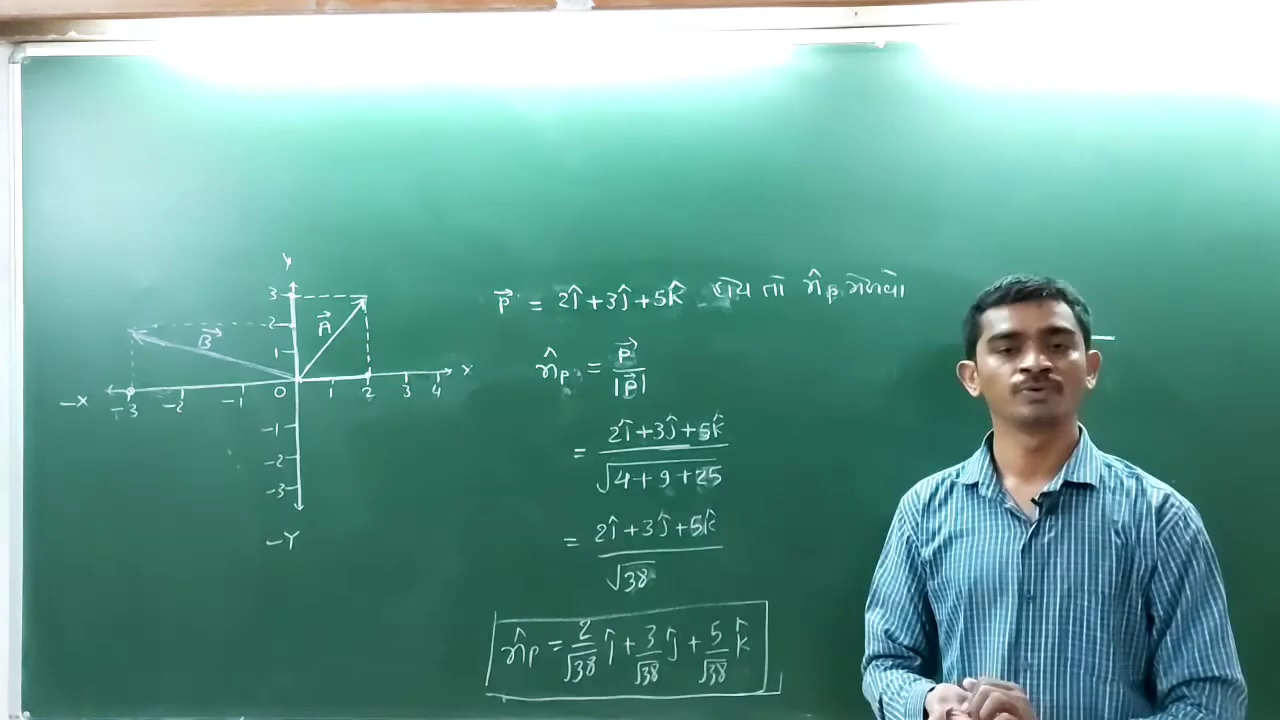 Y
3
2
1
A⃗
B⃗
-X -3 -2 -1 0 1 2 3 4 X
-1
-2
-3
-Y
P⃗ = 2î+3ĵ+5k̂ હોય તો n̂p મેળવો
n̂p = P⃗/|P⃗|
= (2î+3ĵ+5k̂)/√(4+9+25)
= (2î+3ĵ+5k̂)/√38
n̂p = 2/√38 î + 3/√38 ĵ + 5/√38 k̂